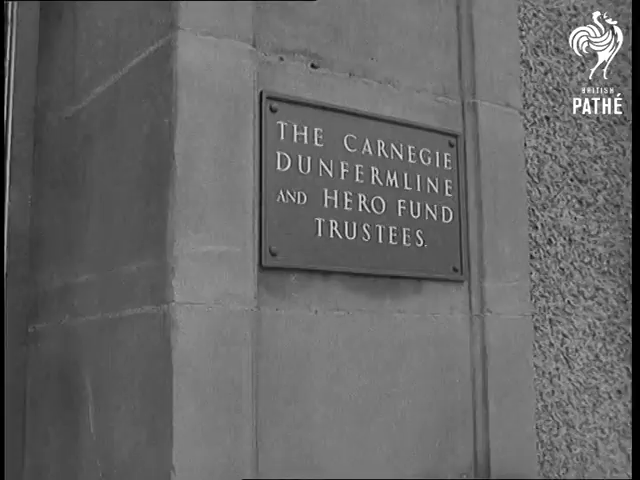 BRITISH
PATHÉ
THE CARNEGIE
DUNFERMLINE
AND HERO FUND
TRUSTEES.